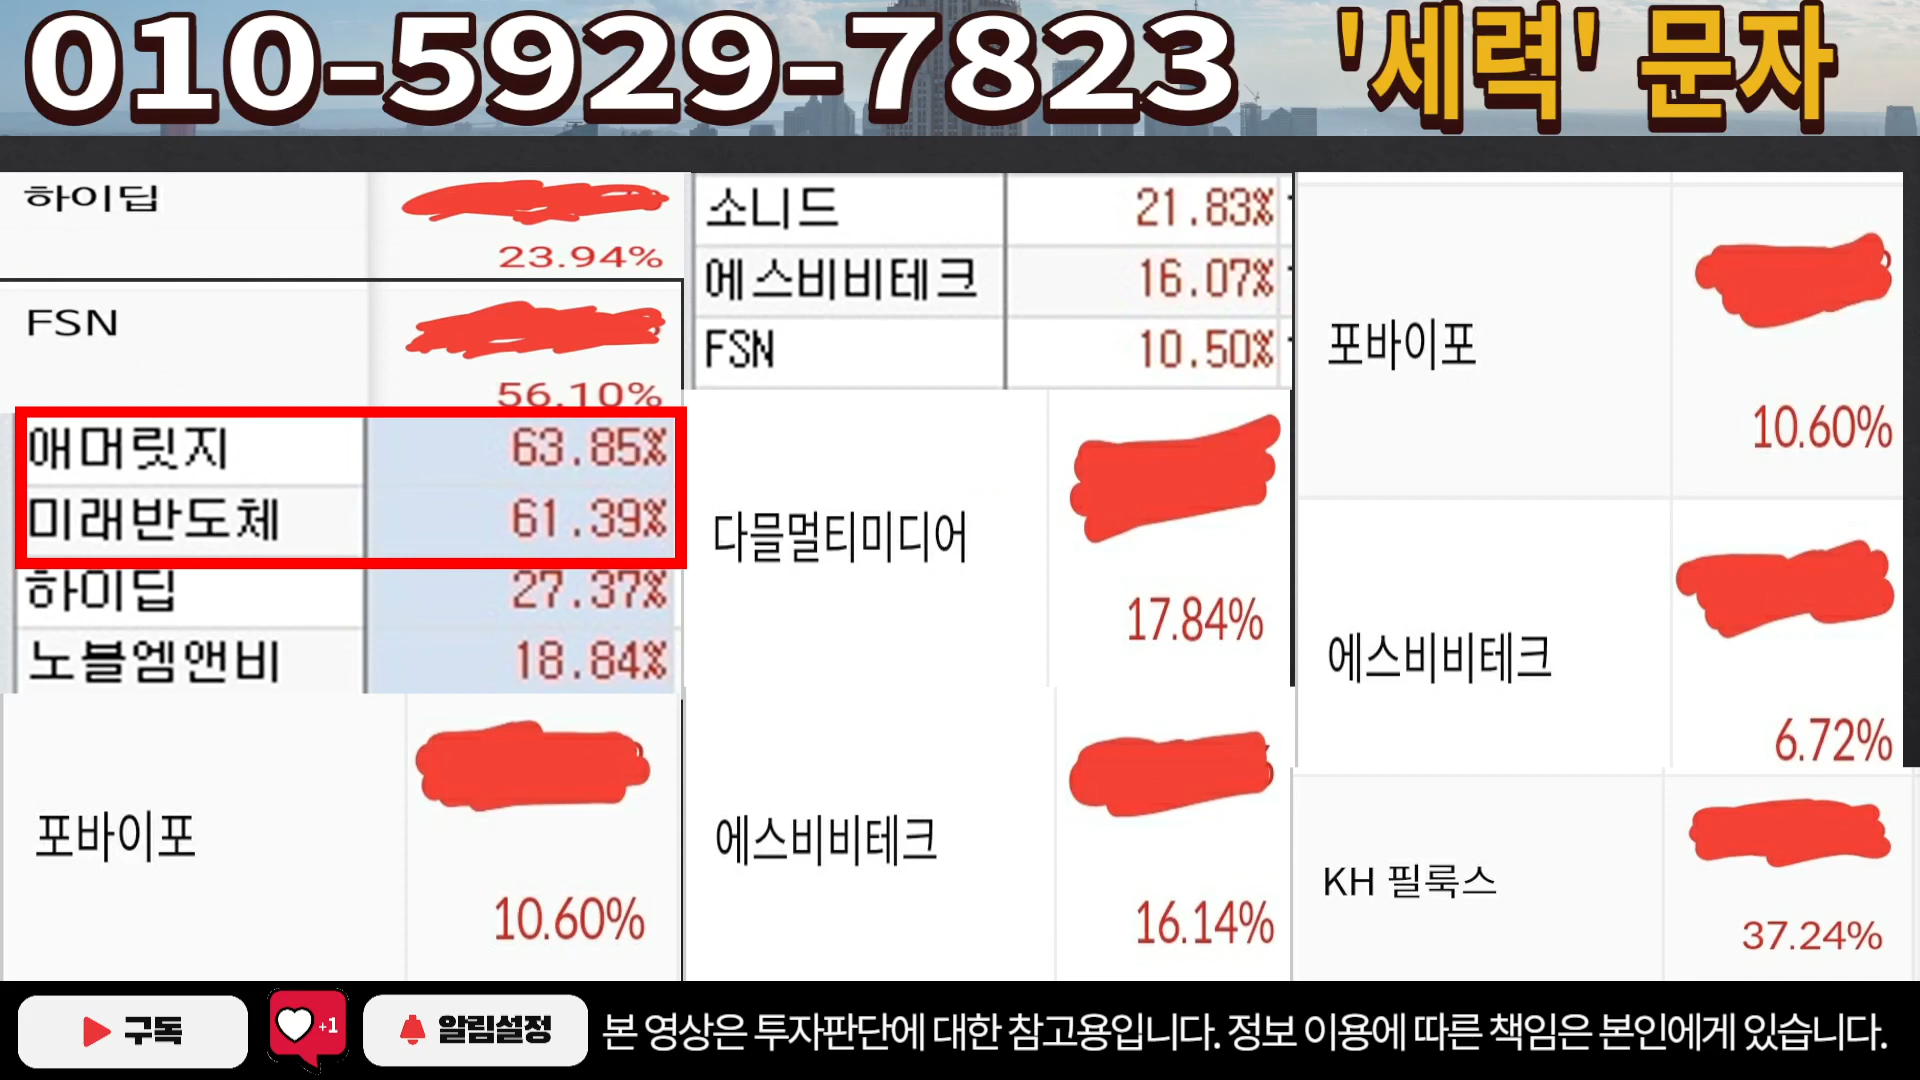 010-5929-7823 '세력' 문자
하이딥
23.94%
FSN
56.10%
애머릿지 63.85%
미래반도체 61.39%
하이딥 27.37%
노블엠앤비 18.84%
포바이포
10.60%
소니드 21.83%
에스비비테크 16.07%
FSN 10.50%
다믈멀티미디어
17.84%
에스비비테크
16.14%
포바이포
10.60%
에스비비테크
6.72%
KH 필룩스
37.24%
구독 +1 알림설정 본 영상은 투자판단에 대한 참고용입니다. 정보 이용에 따른 책임은 본인에게 있습니다.